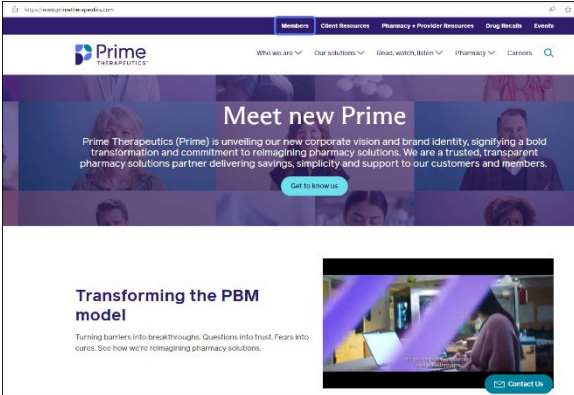 https://www.primetherapeutics.com
Members Client Resources Pharmacy + Provider Resources Drug Recalls Events
Prime
THERAPEUTICS
Who we are Our solutions Read, watch, listen Pharmacy Careers
Meet new Prime
Prime Therapeutics (Prime) is unveiling our new corporate vision and brand identity, signifying a bold
transformation and commitment to reimagining pharmacy solutions. We are a trusted, transparent
pharmacy solutions partner delivering savings, simplicity and support to our customers and members.
Get to know us
Transforming the PBM
model
Turning barriers into breakthroughs. Questions into trust. Fears into
cures. See how we're reimagining pharmacy solutions.
Contact Us